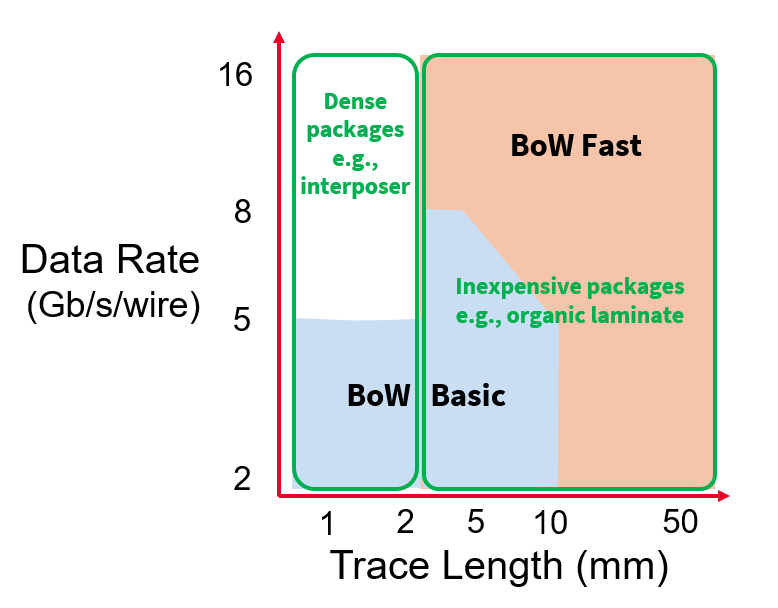 16
8
5
2
Data Rate
(Gb/s/wire)
Dense
packages
e.g.,
interposer
BoW Fast
Inexpensive packages
e.g., organic laminate
BoW Basic
1 2 5 10 50
Trace Length (mm)